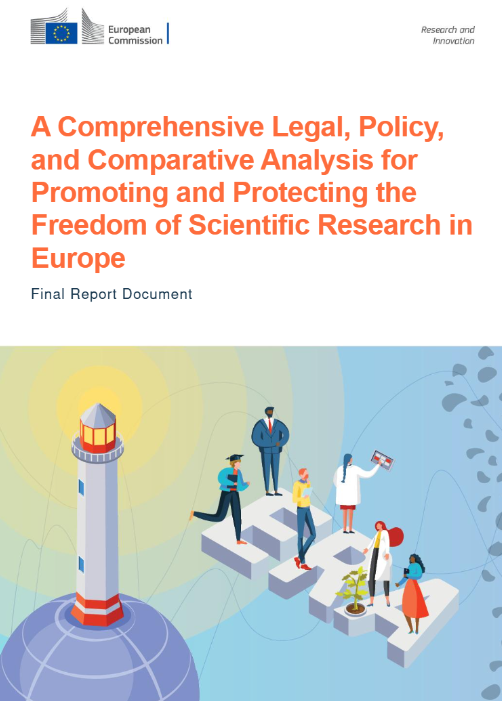 European
Commission
Research and
Innovation
A Comprehensive Legal, Policy,
and Comparative Analysis for
Promoting and Protecting the
Freedom of Scientific Research in
Europe
Final Report Document
ERA